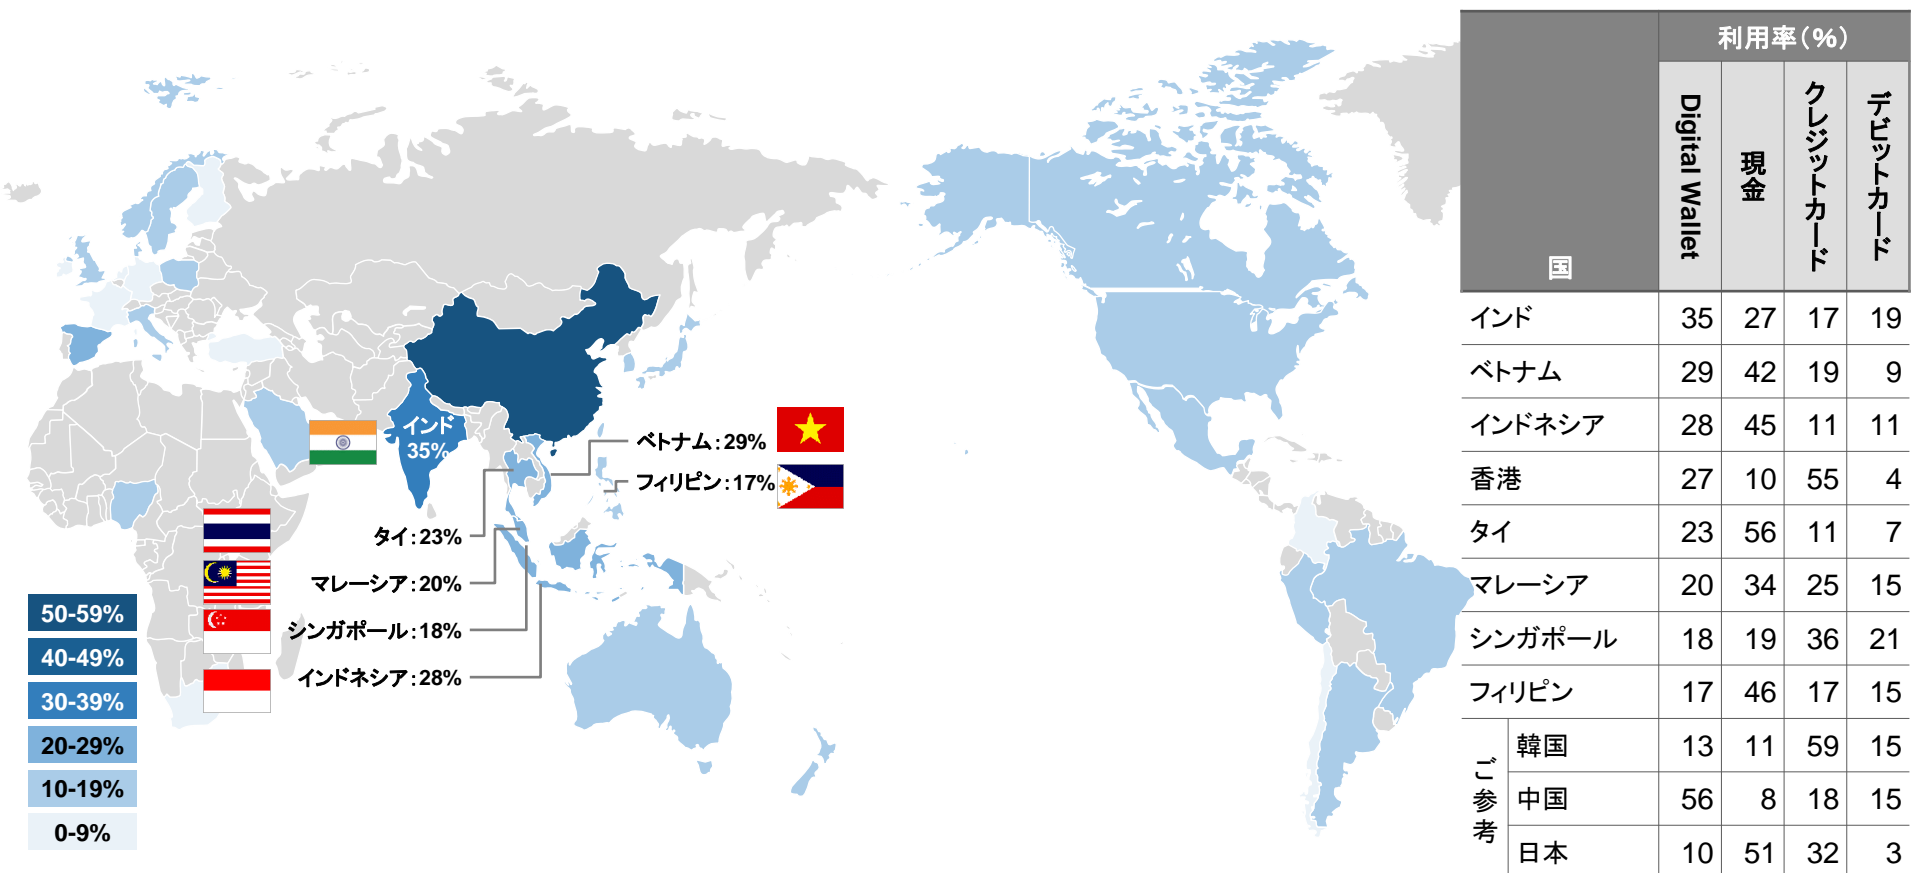 インド
35%
ベトナム：29%
フィリピン：17%
タイ：23%
マレーシア：20%
シンガポール：18%
インドネシア：28%
50-59%
40-49%
30-39%
20-29%
10-19%
0-9%
国 利用率（%）
Digital Wallet 現金 クレジットカード デビットカード
インド 35 27 17 19
ベトナム 29 42 19 9
インドネシア 28 45 11 11
香港 27 10 55 4
タイ 23 56 11 7
マレーシア 20 34 25 15
シンガポール 18 19 36 21
フィリピン 17 46 17 15
ご参考
韓国 13 11 59 15
中国 56 8 18 15
日本 10 51 32 3